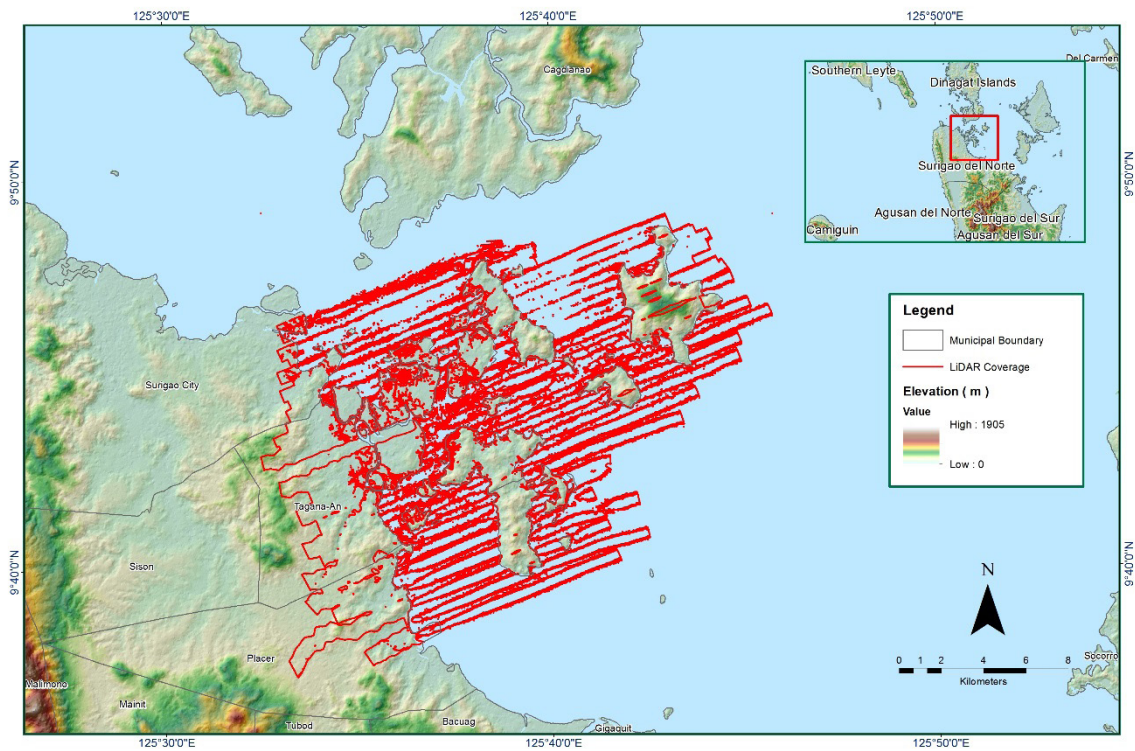 125°30'0"E
125°40'0"E
125°50'0"E
Del Carmen
Cagdianao
Southern Leyte
Dinagat Islands
Surigao del Norte
Agusan del Norte
Surigao del Sur
Camiguin
Agusan del Sur
9°50'0"N
9°50'0"N
Legend
Municipal Boundary
LiDAR Coverage
Elevation ( m )
Value
High : 1905
Low : 0
Surigao City
Tagana-An
Sison
9°40'0"N
9°40'0"N
N
Placer
Socorro
0 1 2 4 6 8
Kilometers
Malimono
Mainit
Tubod
Bacuag
Gigaquit
125°30'0"E
125°40'0"E
125°50'0"E